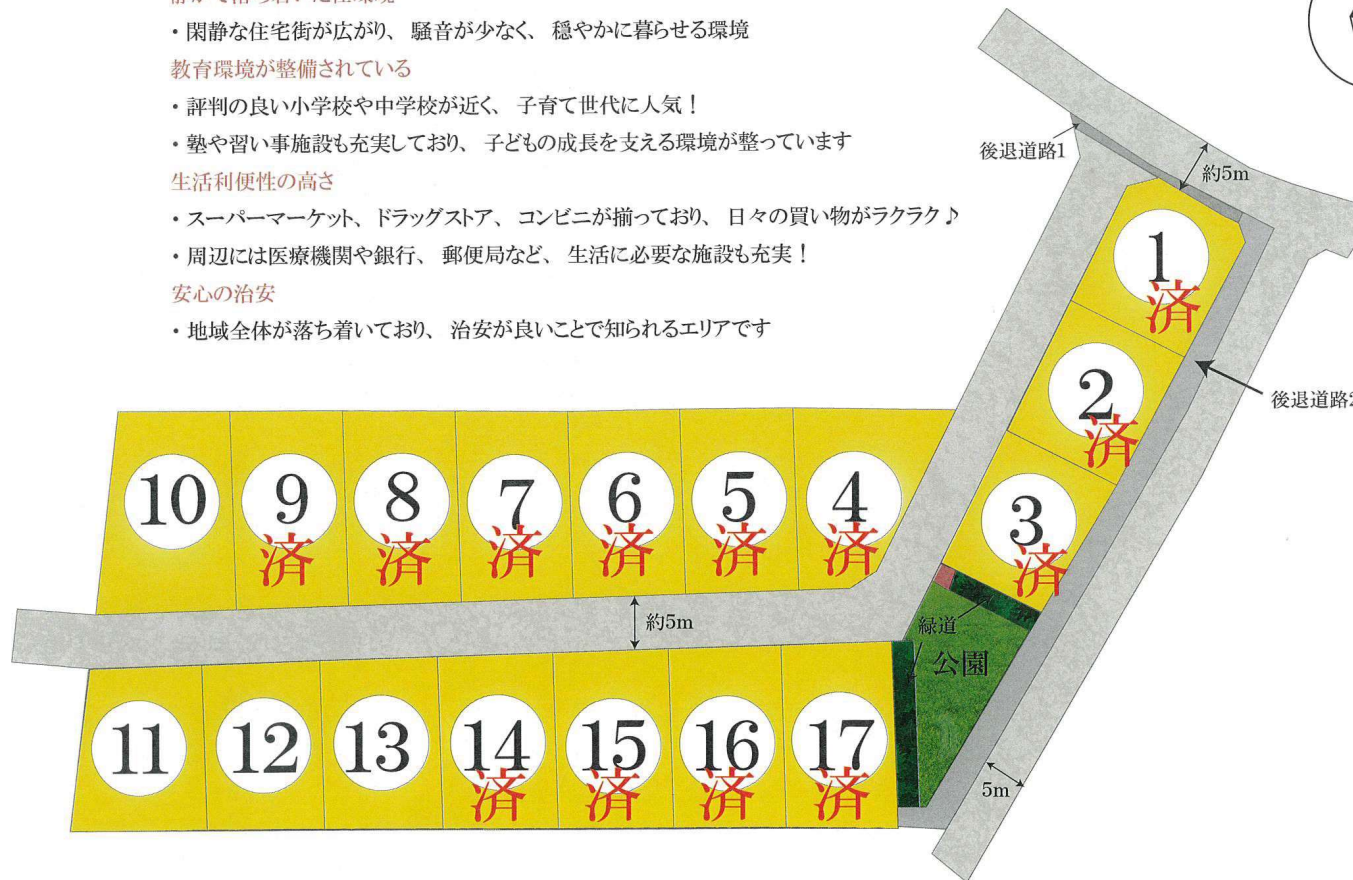 ・閑静な住宅街が広がり、騒音が少なく、穏やかに暮らせる環境
教育環境が整備されている
・評判の良い小学校や中学校が近く、子育て世代に人気！
・塾や習い事施設も充実しており、子どもの成長を支える環境が整っています
生活利便性の高さ
・スーパーマーケット、ドラッグストア、コンビニが揃っており、日々の買い物がラクラク♪
・周辺には医療機関や銀行、郵便局など、生活に必要な施設も充実！
安心の治安
・地域全体が落ち着いており、治安が良いことで知られるエリアです
後退道路1
約5m
1
済
2
済
後退道路2
3
済
10
9
済
8
済
7
済
6
済
5
済
4
済
約5m
緑道
公園
11
12
13
14
済
15
済
16
済
17
済
5m